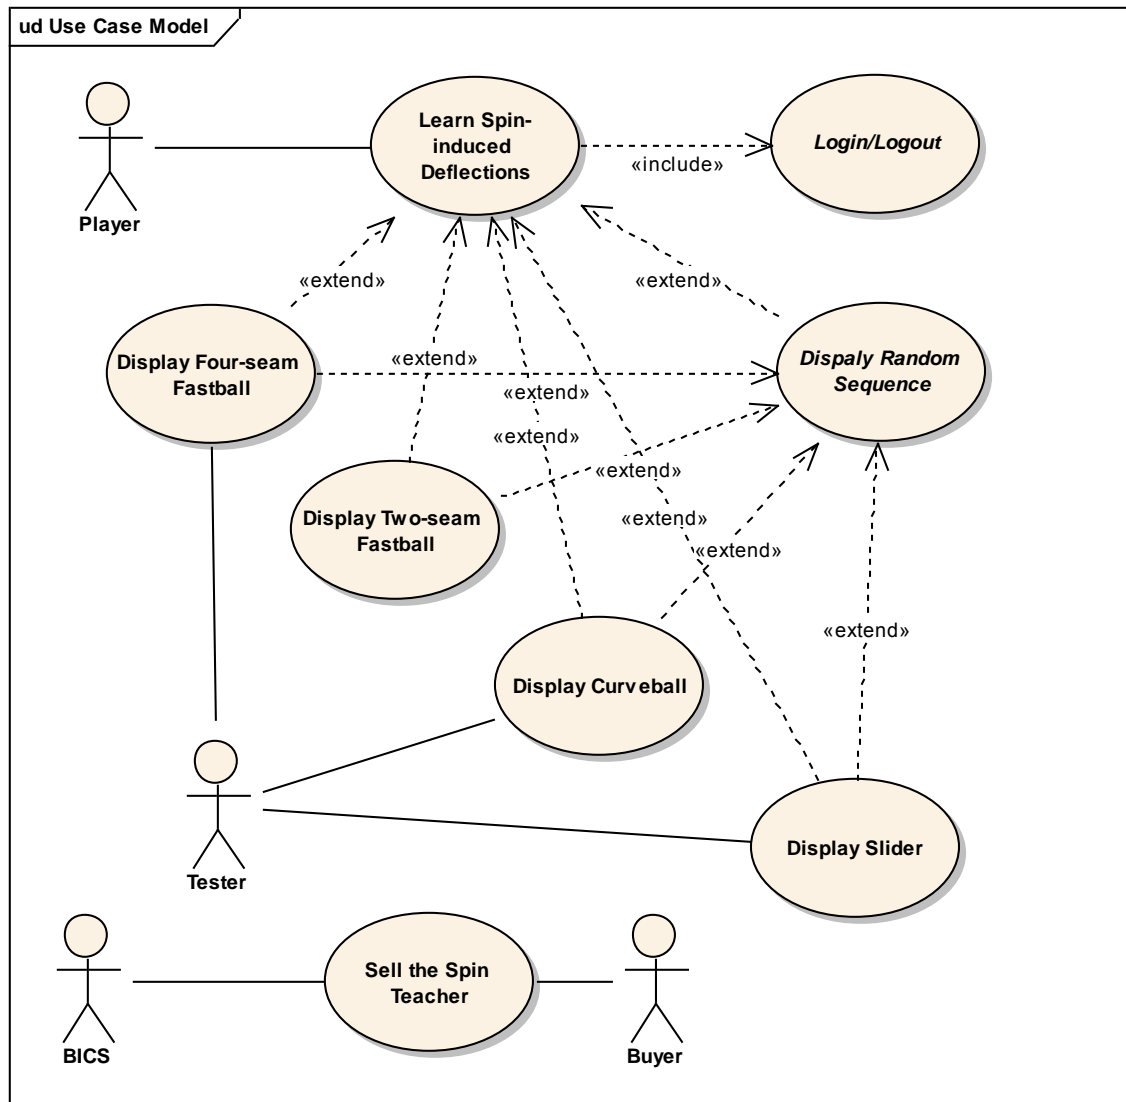 ud Use Case Model
Learn Spin-
induced
Deflections
Login/Logout
«include»
Player
«extend»
«extend»
Display Four-seam
Fastball
«extend»
Dispaly Random
Sequence
«extend»
«extend»
«extend»
Display Two-seam
Fastball
«extend»
«extend»
«extend»
Display Curveball
Display Slider
Tester
Sell the Spin
Teacher
BICS
Buyer